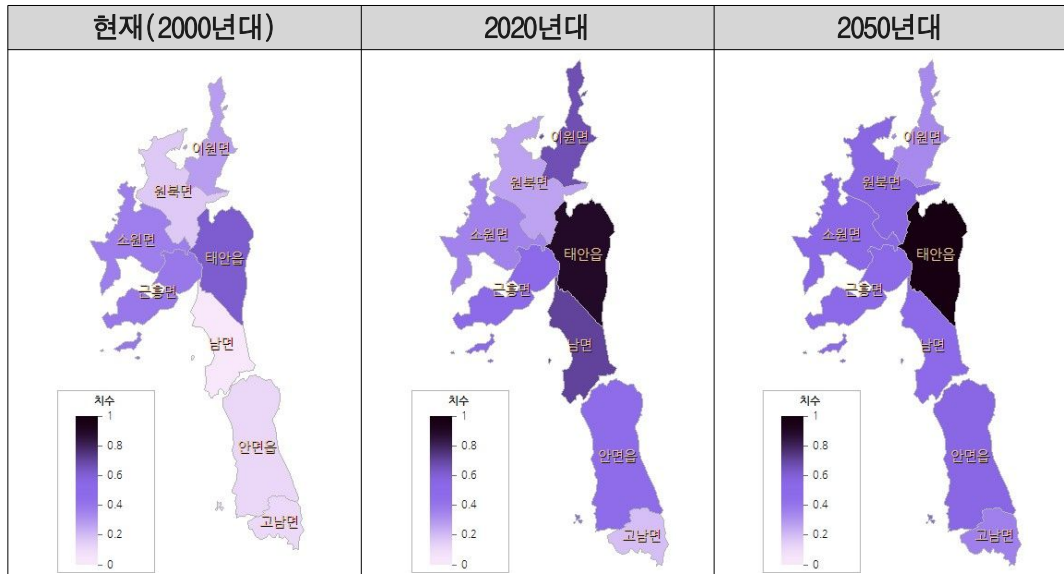 현재(2000년대)
2020년대
2050년대
이원면
원북면
소원면
태안읍
근흥면
남면
안면읍
고남면
치수
1
0.8
0.6
0.4
0.2
0
이원면
원북면
소원면
태안읍
근흥면
남면
안면읍
고남면
치수
1
0.8
0.6
0.4
0.2
0
이원면
원북면
소원면
태안읍
근흥면
남면
안면읍
고남면
치수
1
0.8
0.6
0.4
0.2
0